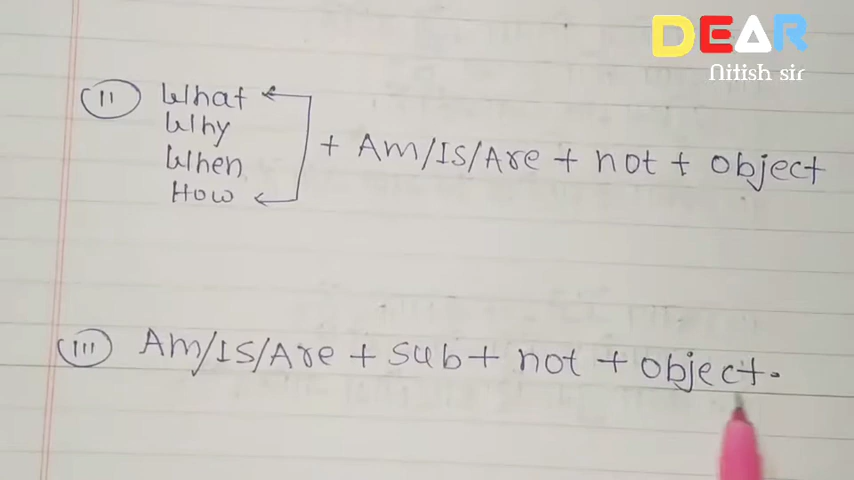 DEAR
Nitish sir
(ii) What
Why
When
How
+ Am/Is/Are + not + object
(iii) Am/Is/Are + sub + not + object.